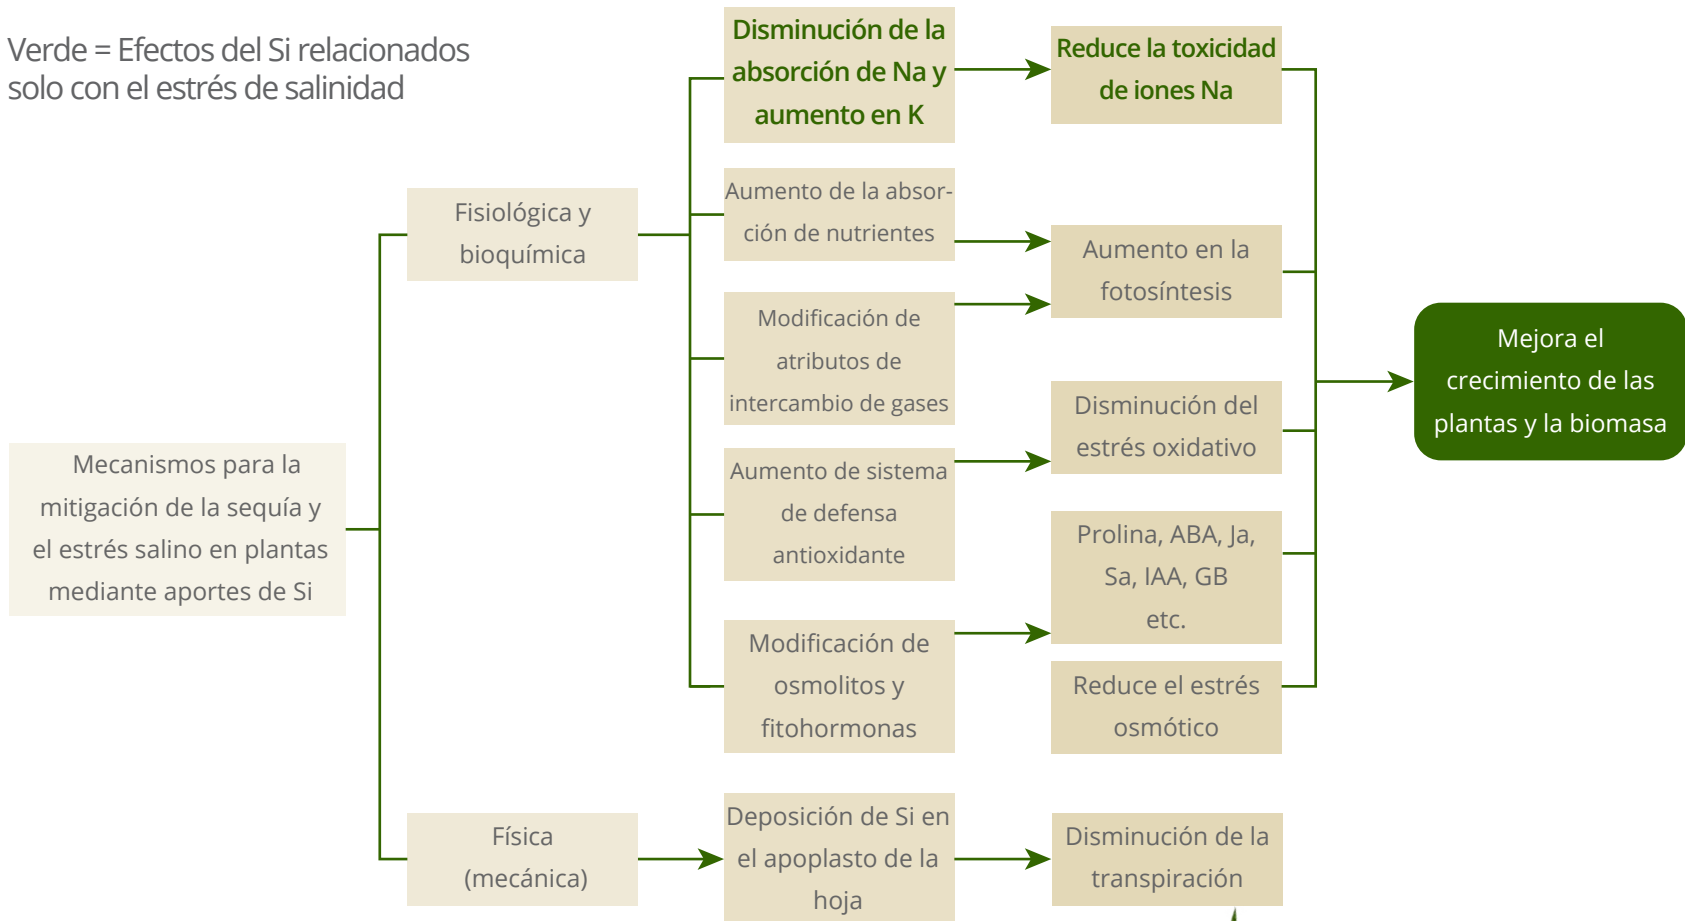 Verde = Efectos del Si relacionados
solo con el estrés de salinidad
Mecanismos para la
mitigación de la sequía y
el estrés salino en plantas
mediante aportes de Si
Fisiológica y
bioquímica
Física
(mecánica)
Disminución de la
absorción de Na y
aumento en K
Aumento de la absor-
ción de nutrientes
Modificación de
atributos de
intercambio de gases
Aumento de sistema
de defensa
antioxidante
Modificación de
osmolitos y
fitohormonas
Deposición de Si en
el apoplasto de la
hoja
Reduce la toxicidad
de iones Na
Aumento en la
fotosíntesis
Disminución del
estrés oxidativo
Prolina, ABA, Ja,
Sa, IAA, GB
etc.
Reduce el estrés
osmótico
Disminución de la
transpiración
Mejora el
crecimiento de las
plantas y la biomasa